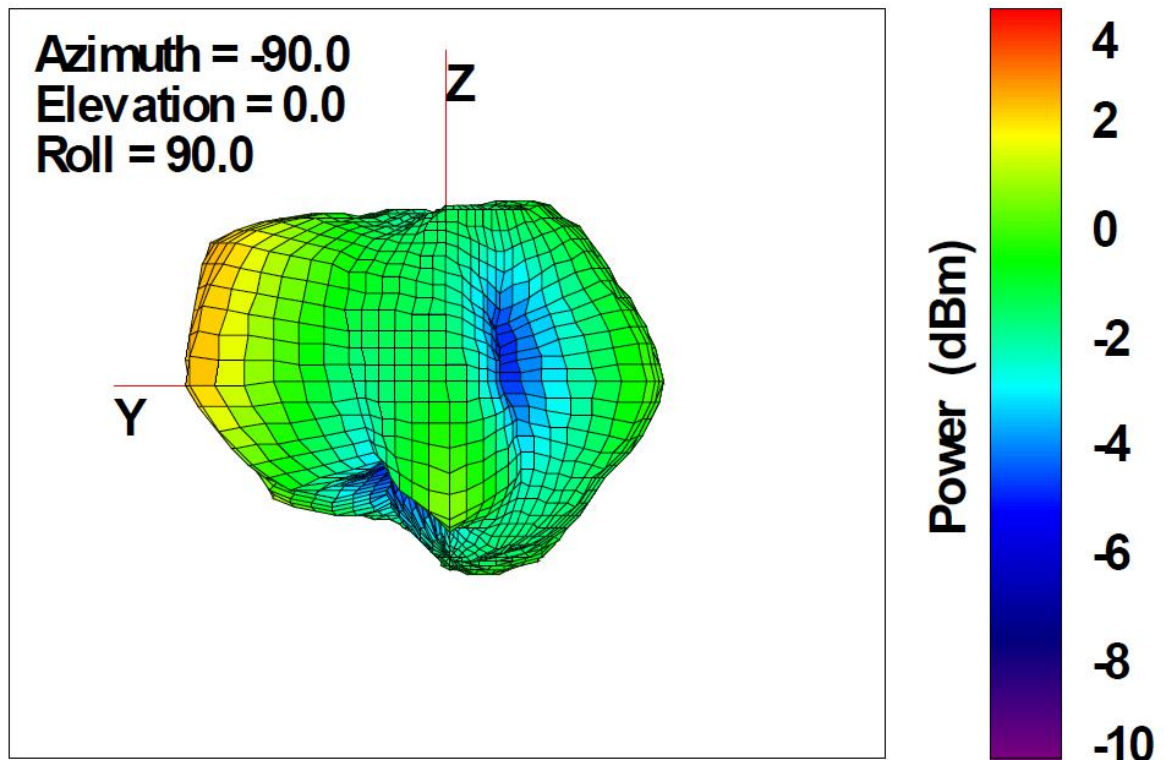 Azimuth = -90.0
Elevation = 0.0
Roll = 90.0
Z
Y
Power (dBm)
4
2
0
-2
-4
-6
-8
-10